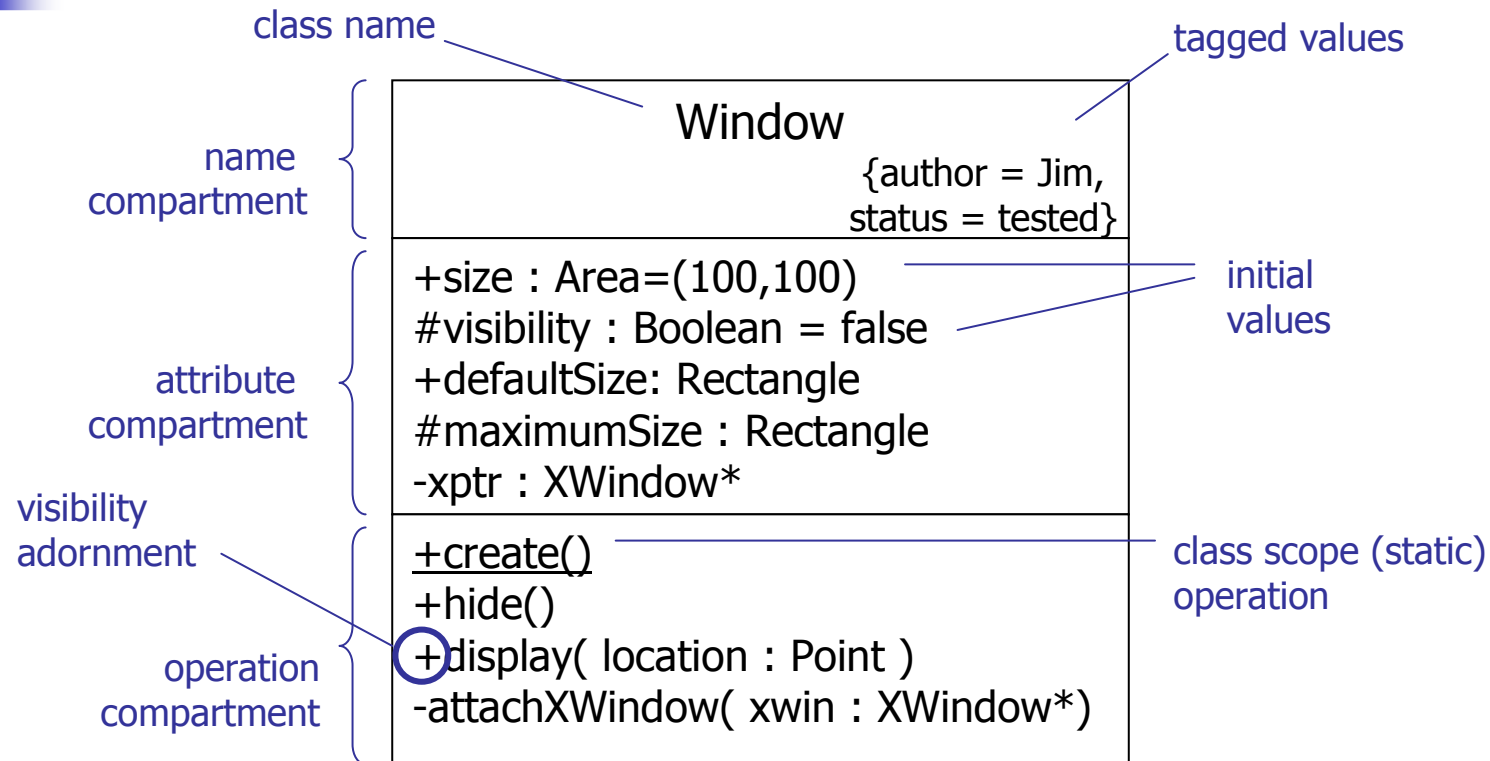 class name
tagged values
Window
name
compartment
{author = Jim,
status = tested}
+size : Area=(100,100)
#visibility : Boolean = false
+defaultSize: Rectangle
#maximumSize : Rectangle
-xptr : XWindow*
initial
values
attribute
compartment
visibility
adornment
+create()
+hide()
+display( location : Point )
-attachXWindow( xwin : XWindow*)
class scope (static)
operation
operation
compartment